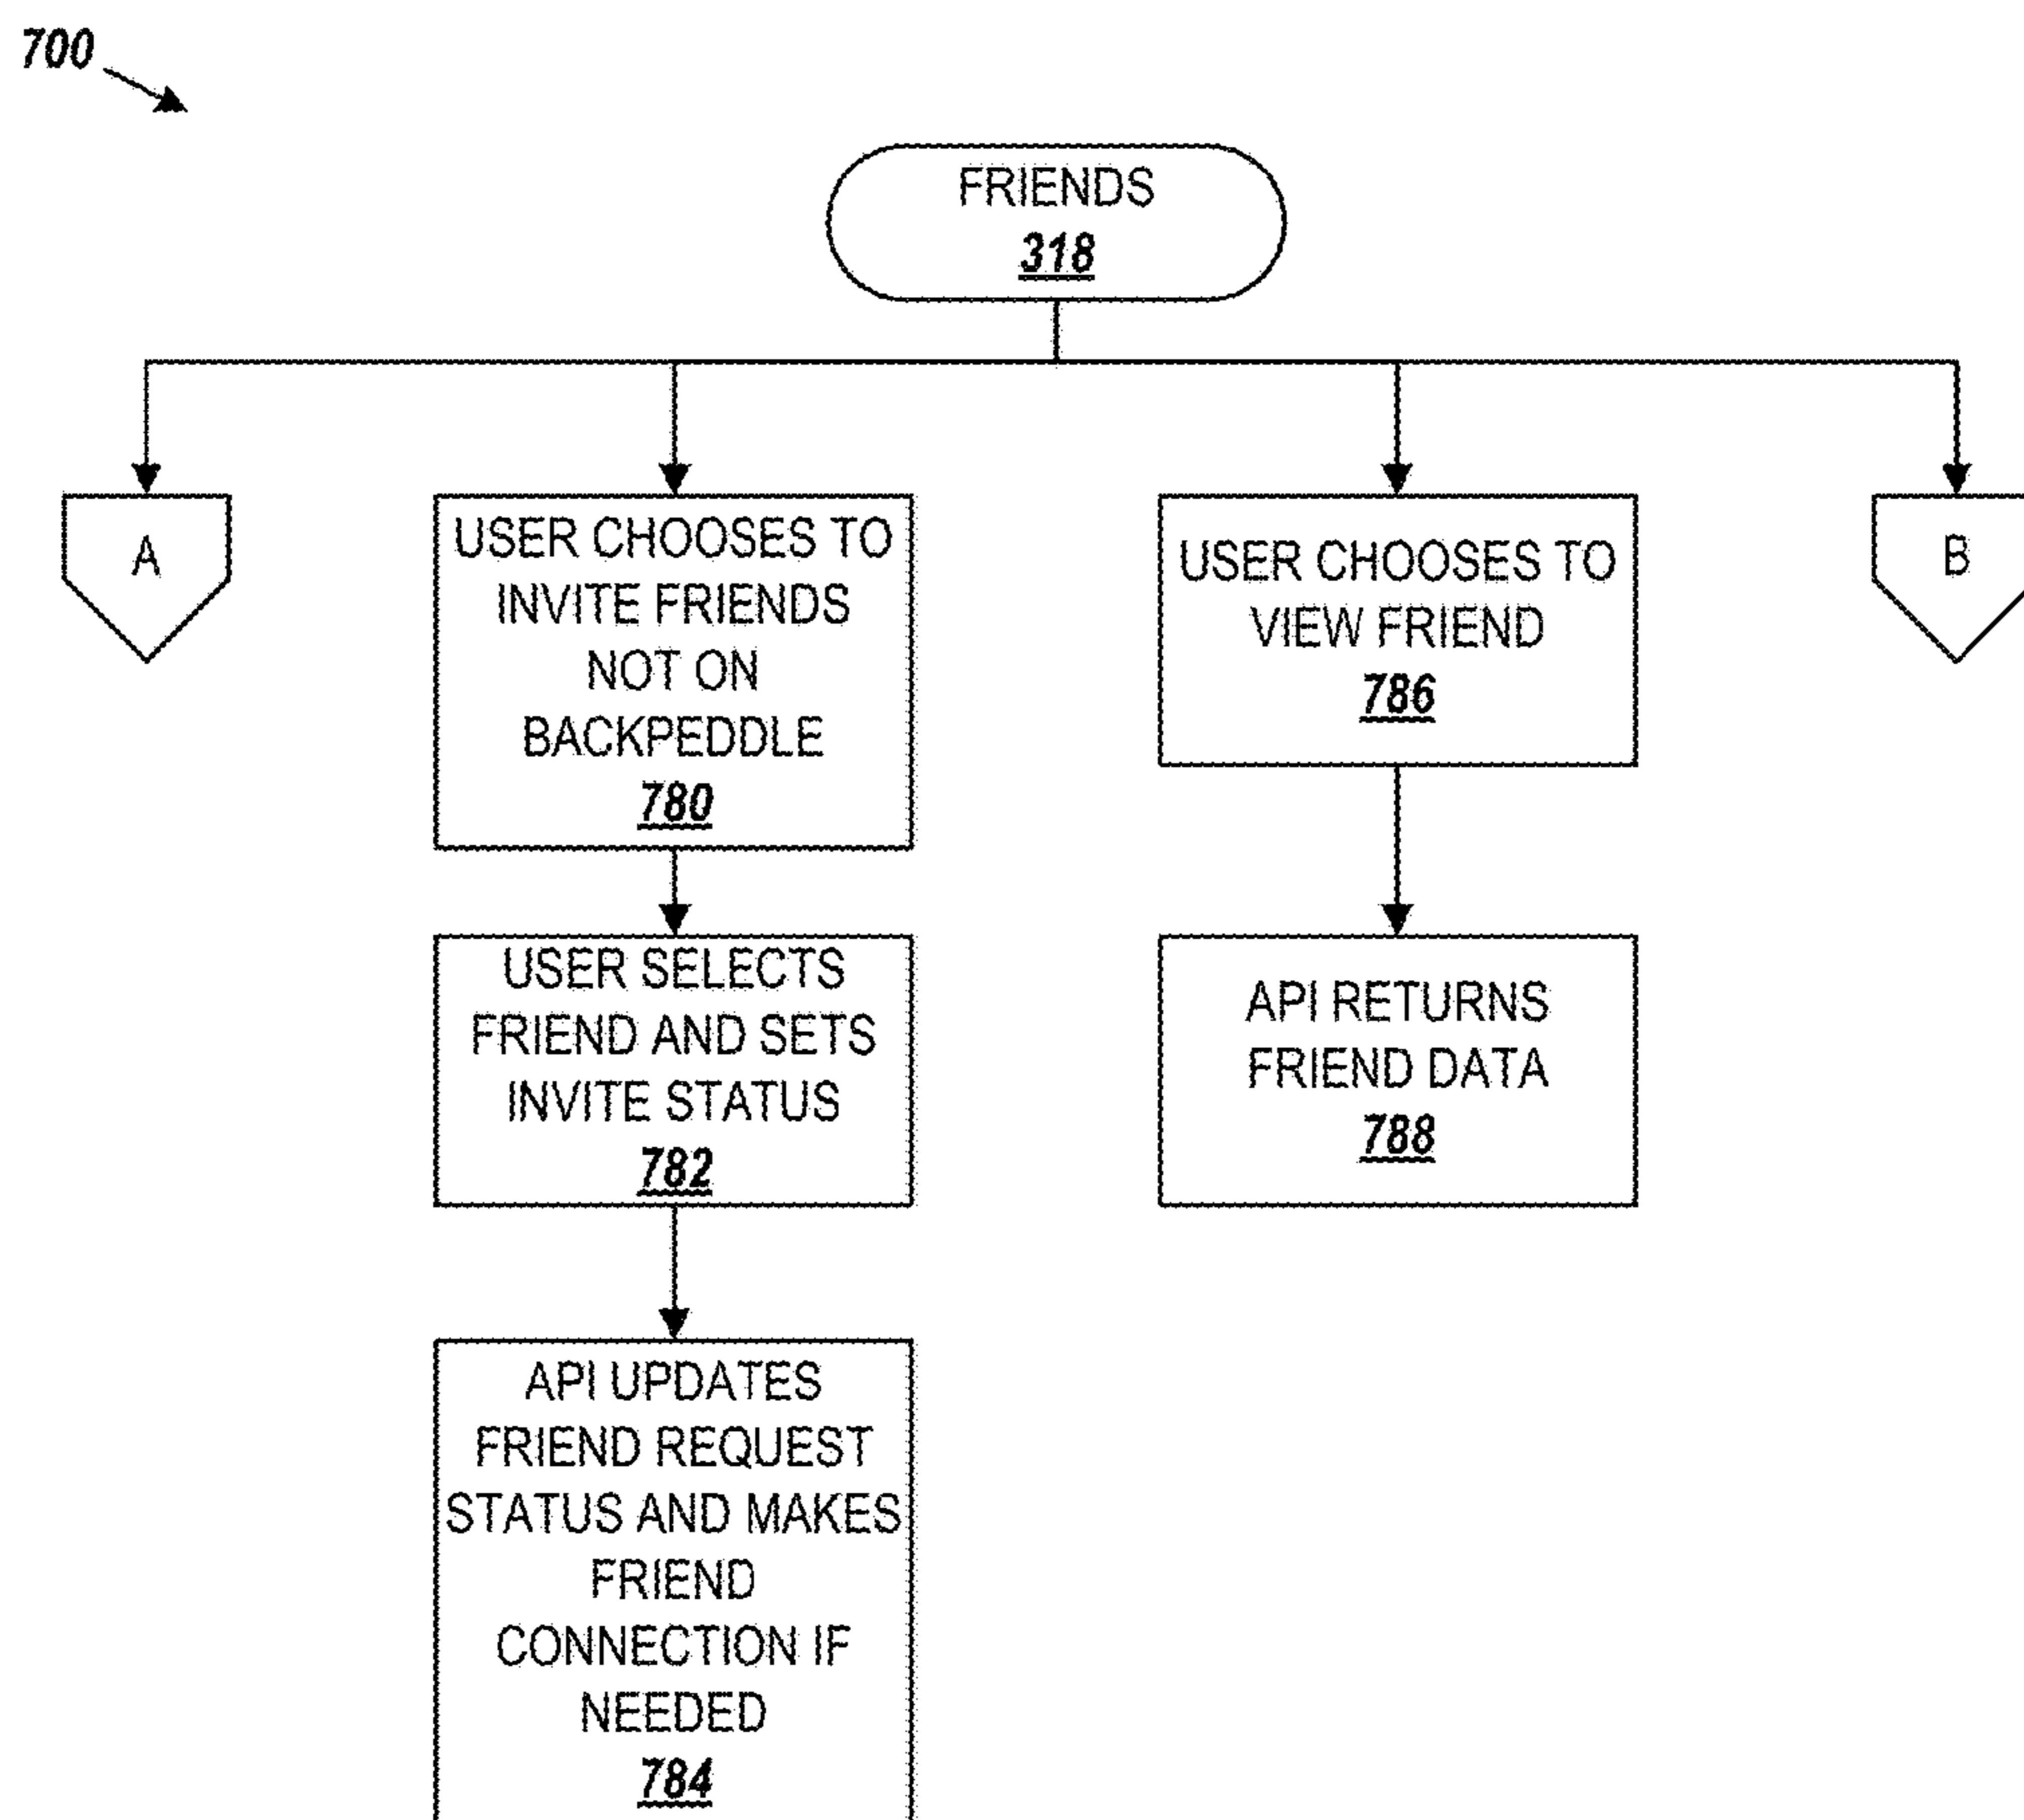 700
FRIENDS
318
A
USER CHOOSES TO
INVITE FRIENDS
NOT ON
BACKPEDDLE
780
USER CHOOSES TO
VIEW FRIEND
786
B
USER SELECTS
FRIEND AND SETS
INVITE STATUS
782
API RETURNS
FRIEND DATA
788
API UPDATES
FRIEND REQUEST
STATUS AND MAKES
FRIEND
CONNECTION IF
NEEDED
784